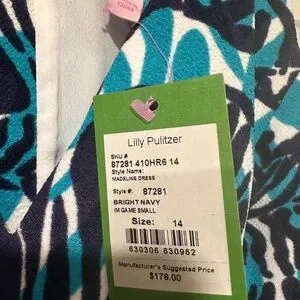 Lilly Pulitzer
SKU #
87281 410HR6 14
Style Name:
MADELINE DRESS
Style #: 87281
BRIGHT NAVY
IM GAME SMALL
Size: 14
630306 630962
Manufacturer's Suggested Price
$178.00